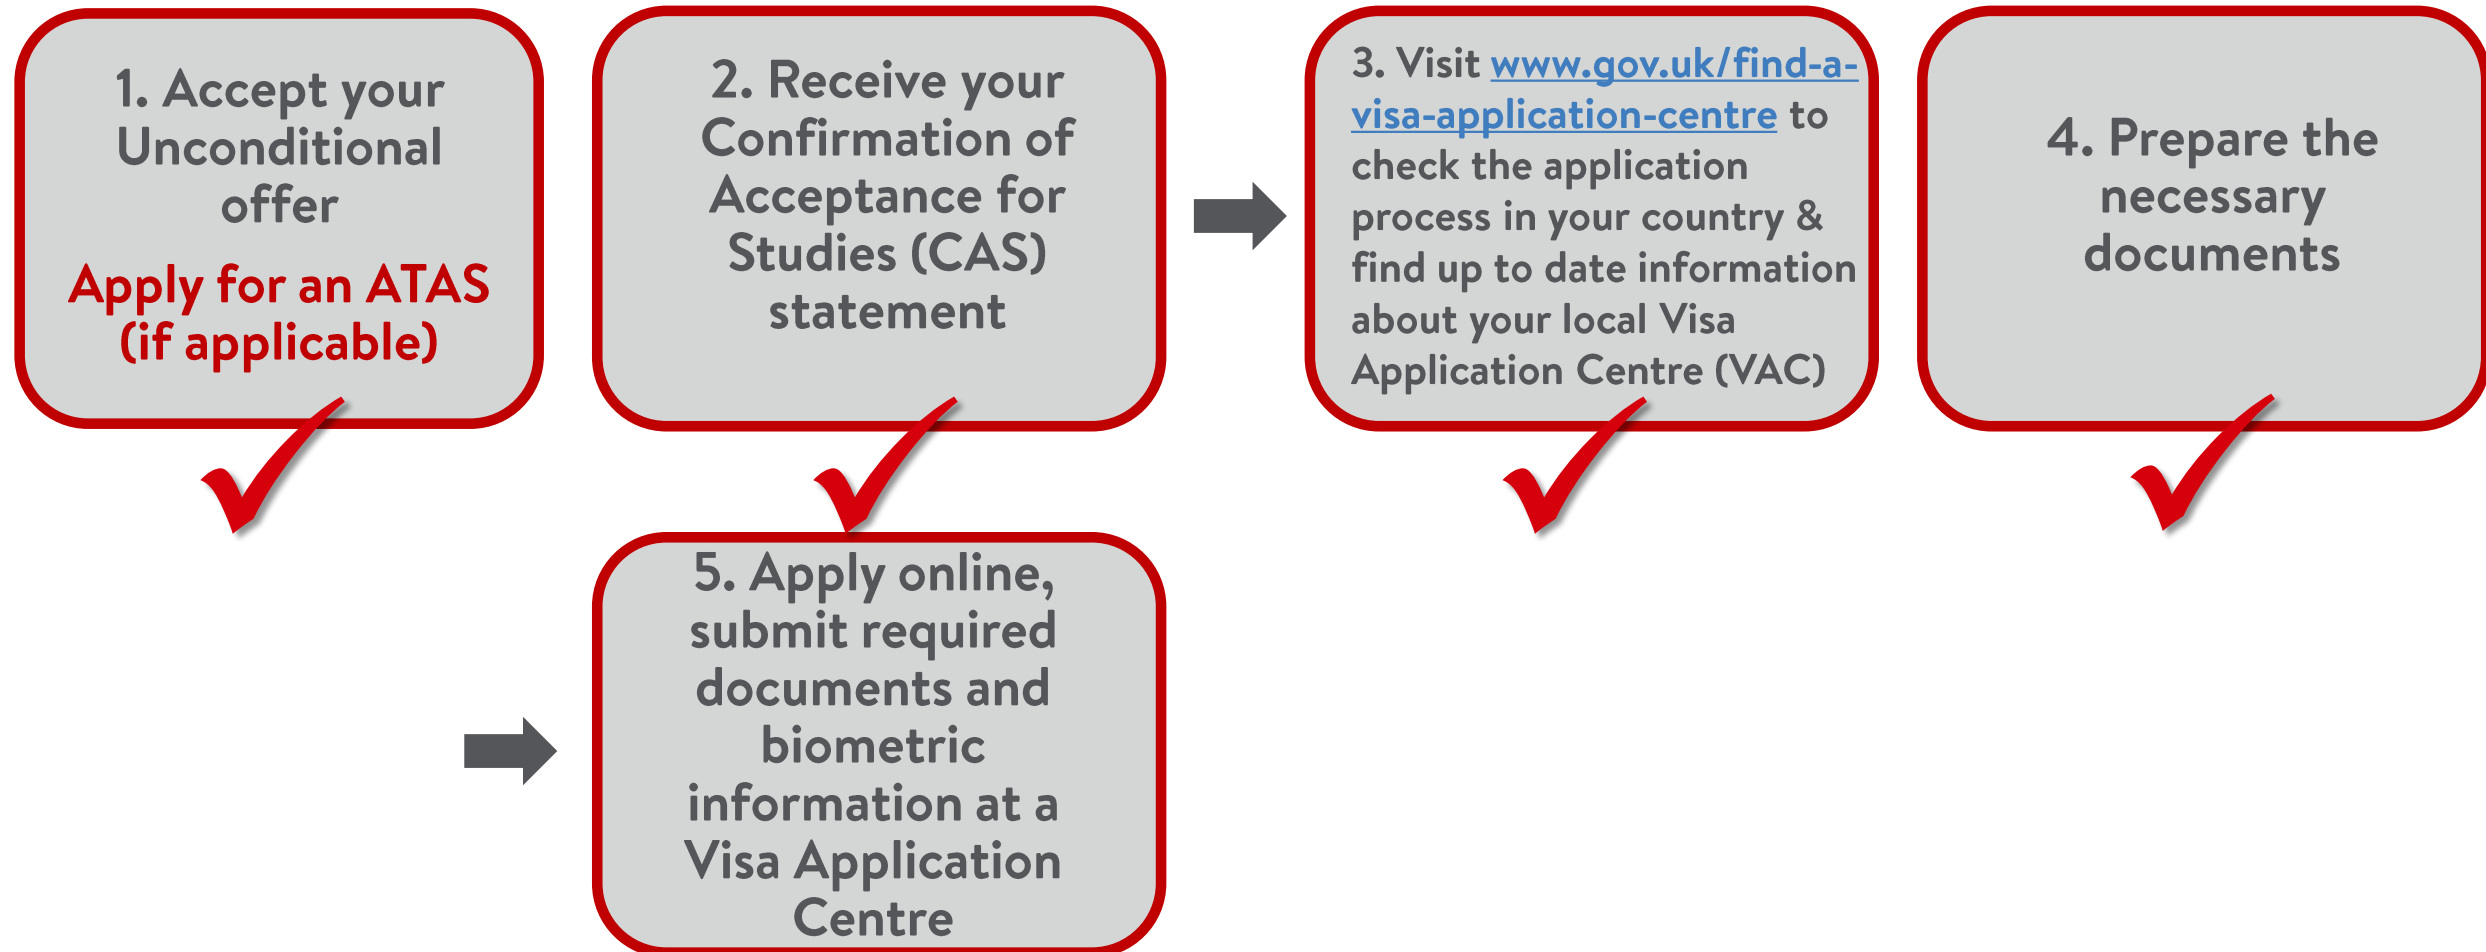 1. Accept your
Unconditional
offer
Apply for an ATAS
(if applicable)
2. Receive your
Confirmation of
Acceptance for
Studies (CAS)
statement
3. Visit www.gov.uk/find-a-
visa-application-centre to
check the application
process in your country &
find up to date information
about your local Visa
Application Centre (VAC)
4. Prepare the
necessary
documents
5. Apply online,
submit required
documents and
biometric
information at a
Visa Application
Centre